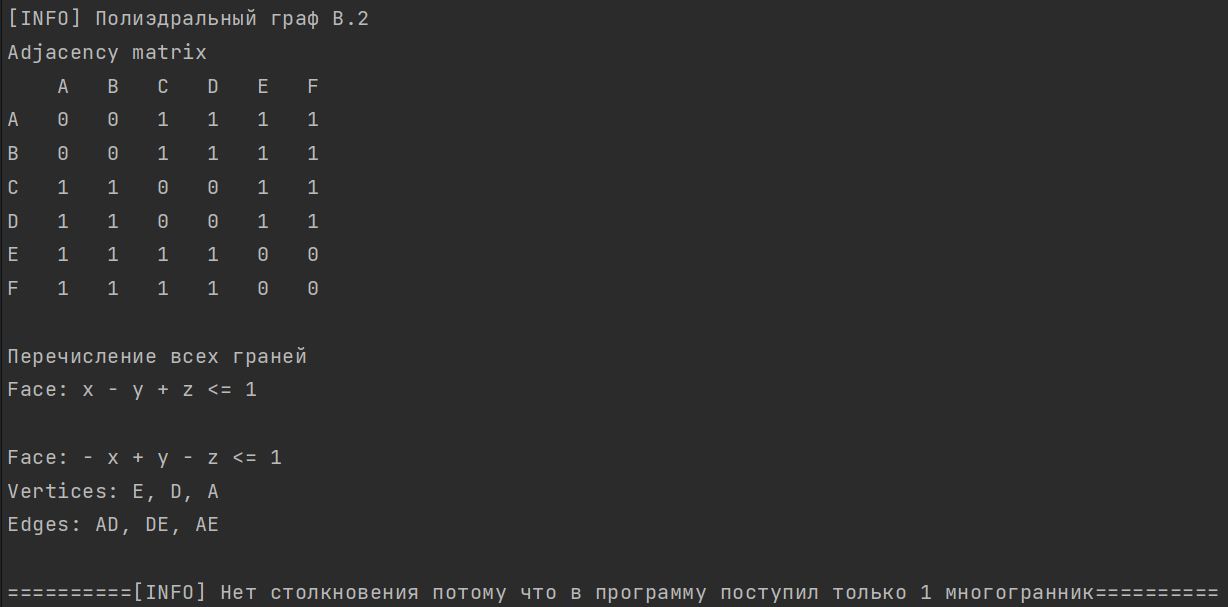 [INFO] Полиэдральный граф B.2
Adjacency matrix
A B C D E F
A 0 0 1 1 1 1
B 0 0 1 1 1 1
C 1 1 0 0 1 1
D 1 1 0 0 1 1
E 1 1 1 1 0 0
F 1 1 1 1 0 0
Перечисление всех граней
Face: x - y + z <= 1
Face: - x + y - z <= 1
Vertices: E, D, A
Edges: AD, DE, AE
==========[INFO] Нет столкновения потому что в программу поступил только 1 многогранник==========